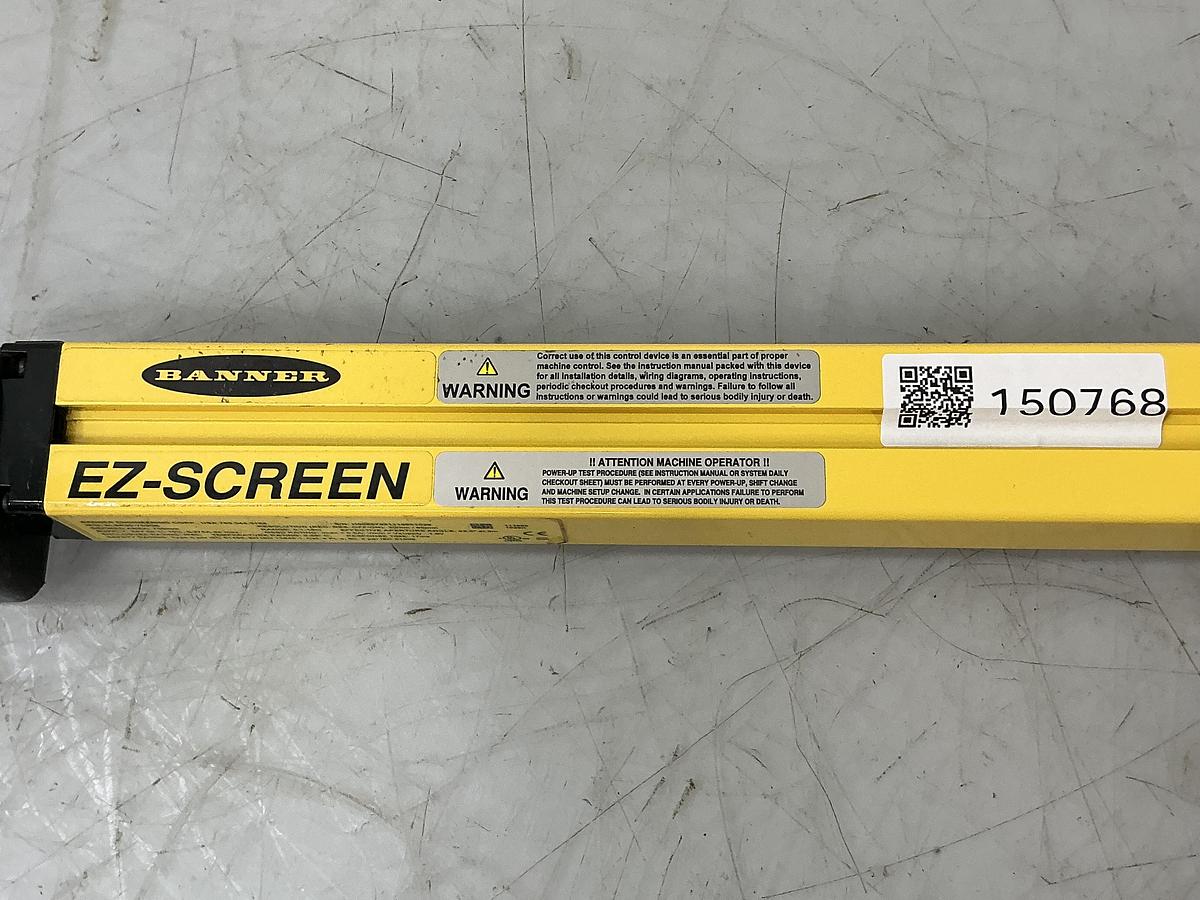 BANNER
WARNING
Correct use of this control device is an essential part of proper
machine control. See the instruction manual packed with this device
for all installation details, wiring diagrams, operating instructions,
periodic checkout procedures and warnings. Failure to follow all
instructions or warnings could lead to serious bodily injury or death.
150768
EZ-SCREEN
WARNING
!! ATTENTION MACHINE OPERATOR !!
POWER-UP TEST PROCEDURE (SEE INSTRUCTION MANUAL OR SYSTEM DAILY
CHECKOUT SHEET) MUST BE PERFORMED AT EVERY POWER-UP, SHIFT CHANGE
AND MACHINE SETUP CHANGE. IN CERTAIN APPLICATIONS FAILURE TO PERFORM
THIS TEST PROCEDURE CAN LEAD TO SERIOUS BODILY INJURY OR DEATH.